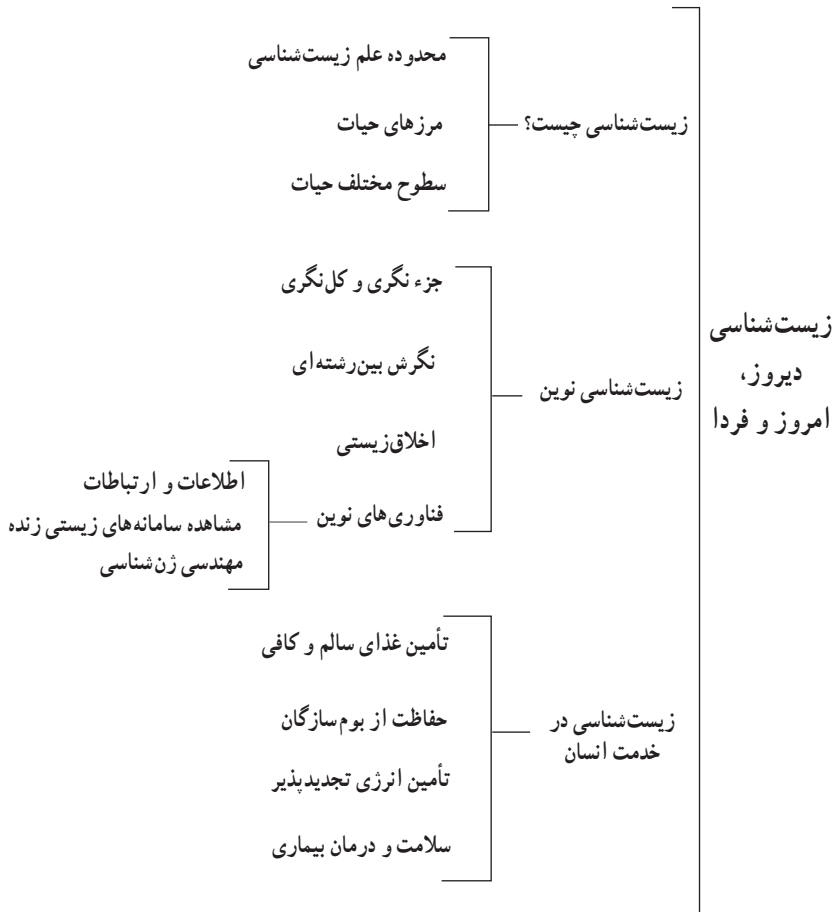 زیست‌شناسی
دیروز،
امروز و فردا
زیست‌شناسی چیست؟
محدوده علم زیست‌شناسی
مرزهای حیات
سطوح مختلف حیات
زیست‌شناسی نوین
جزء نگری و کل‌نگری
نگرش بین‌رشته‌ای
اخلاق‌زیستی
فناوری‌های نوین
اطلاعات و ارتباطات
مشاهده سامانه‌های زیستی زنده
مهندسی ژن‌شناسی
زیست‌شناسی در
خدمت انسان
تأمین غذای سالم و کافی
حفاظت از بوم‌سازگان
تأمین انرژی تجدیدپذیر
سلامت و درمان بیماری